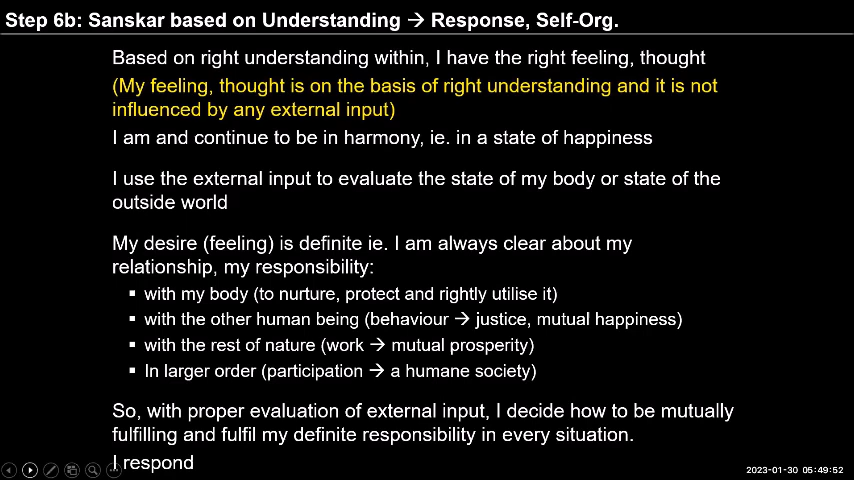 Step 6b: Sanskar based on Understanding → Response, Self-Org.
Based on right understanding within, I have the right feeling, thought
(My feeling, thought is on the basis of right understanding and it is not
influenced by any external input)
I am and continue to be in harmony, ie. in a state of happiness
I use the external input to evaluate the state of my body or state of the
outside world
My desire (feeling) is definite ie. I am always clear about my
relationship, my responsibility:
▪ with my body (to nurture, protect and rightly utilise it)
▪ with the other human being (behaviour → justice, mutual happiness)
▪ with the rest of nature (work → mutual prosperity)
▪ In larger order (participation → a humane society)
So, with proper evaluation of external input, I decide how to be mutually
fulfilling and fulfil my definite responsibility in every situation.
I respond
2023-01-30 05:49:52